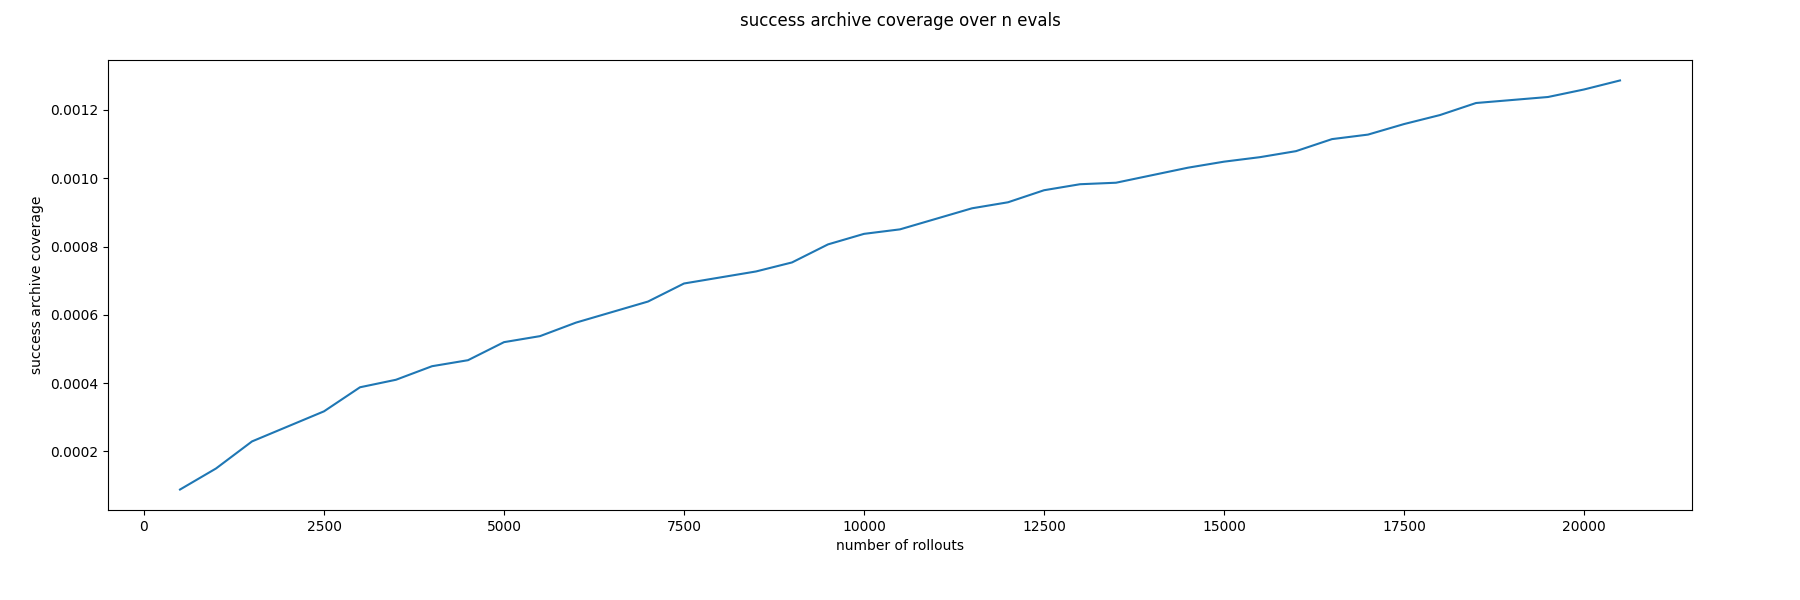 success archive coverage over n evals
success archive coverage
0.0012
0.0010
0.0008
0.0006
0.0004
0.0002
0 2500 5000 7500 10000 12500 15000 17500 20000
number of rollouts